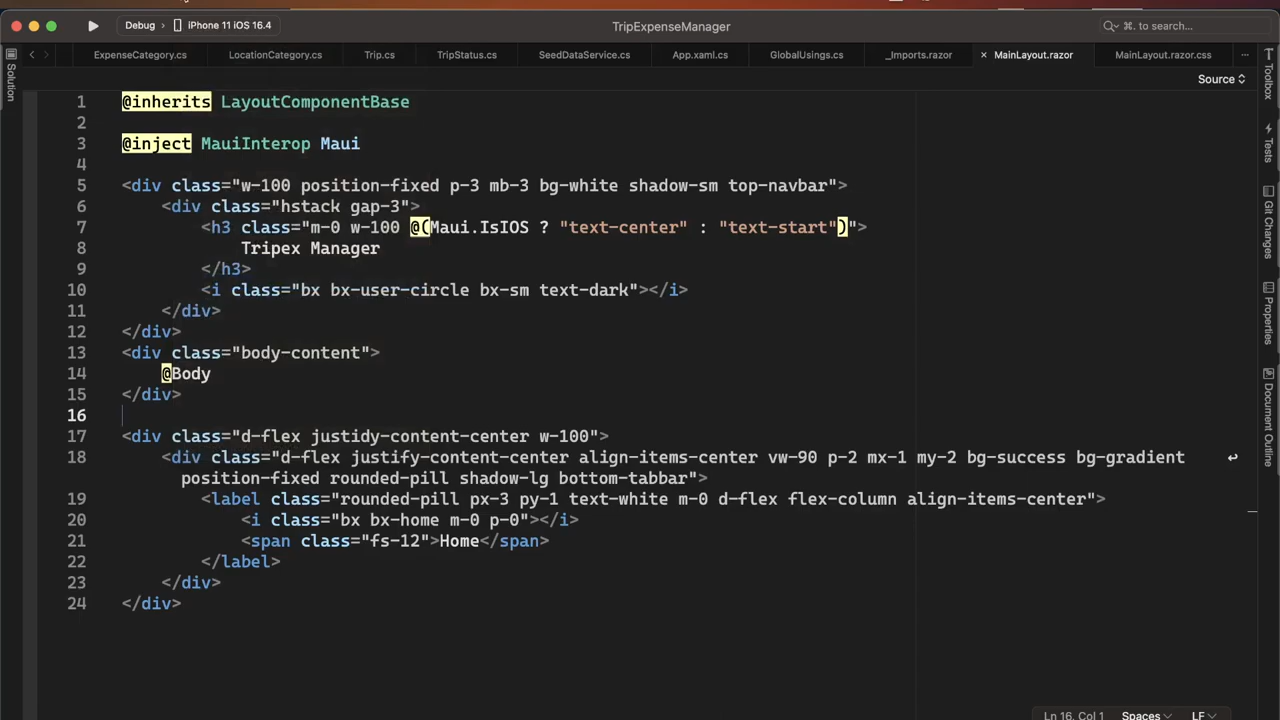 TripExpenseManager
Debug > iPhone 11 iOS 16.4
⌘. to search...
Solution
ExpenseCategory.cs LocationCategory.cs Trip.cs TripStatus.cs SeedDataService.cs App.xaml.cs GlobalUsings.cs _Imports.razor × MainLayout.razor MainLayout.razor.css ...
Source
1 @inherits LayoutComponentBase
2
3 @inject MauiInterop Maui
4
5 <div class="w-100 position-fixed p-3 mb-3 bg-white shadow-sm top-navbar">
6 <div class="hstack gap-3">
7 <h3 class="m-0 w-100 @(Maui.IsIOS ? "text-center" : "text-start")">
8 Tripex Manager
9 </h3>
10 <i class="bx bx-user-circle bx-sm text-dark"></i>
11 </div>
12 </div>
13 <div class="body-content">
14 @Body
15 </div>
16
17 <div class="d-flex justidy-content-center w-100">
18 <div class="d-flex justify-content-center align-items-center vw-90 p-2 mx-1 my-2 bg-success bg-gradient
position-fixed rounded-pill shadow-lg bottom-tabbar">
19 <label class="rounded-pill px-3 py-1 text-white m-0 d-flex flex-column align-items-center">
20 <i class="bx bx-home m-0 p-0"></i>
21 <span class="fs-12">Home</span>
22 </label>
23 </div>
24 </div>
Toolbox
Tests
Git Changes
Properties
Document Outline
Ln 16, Col 1 Spaces LF